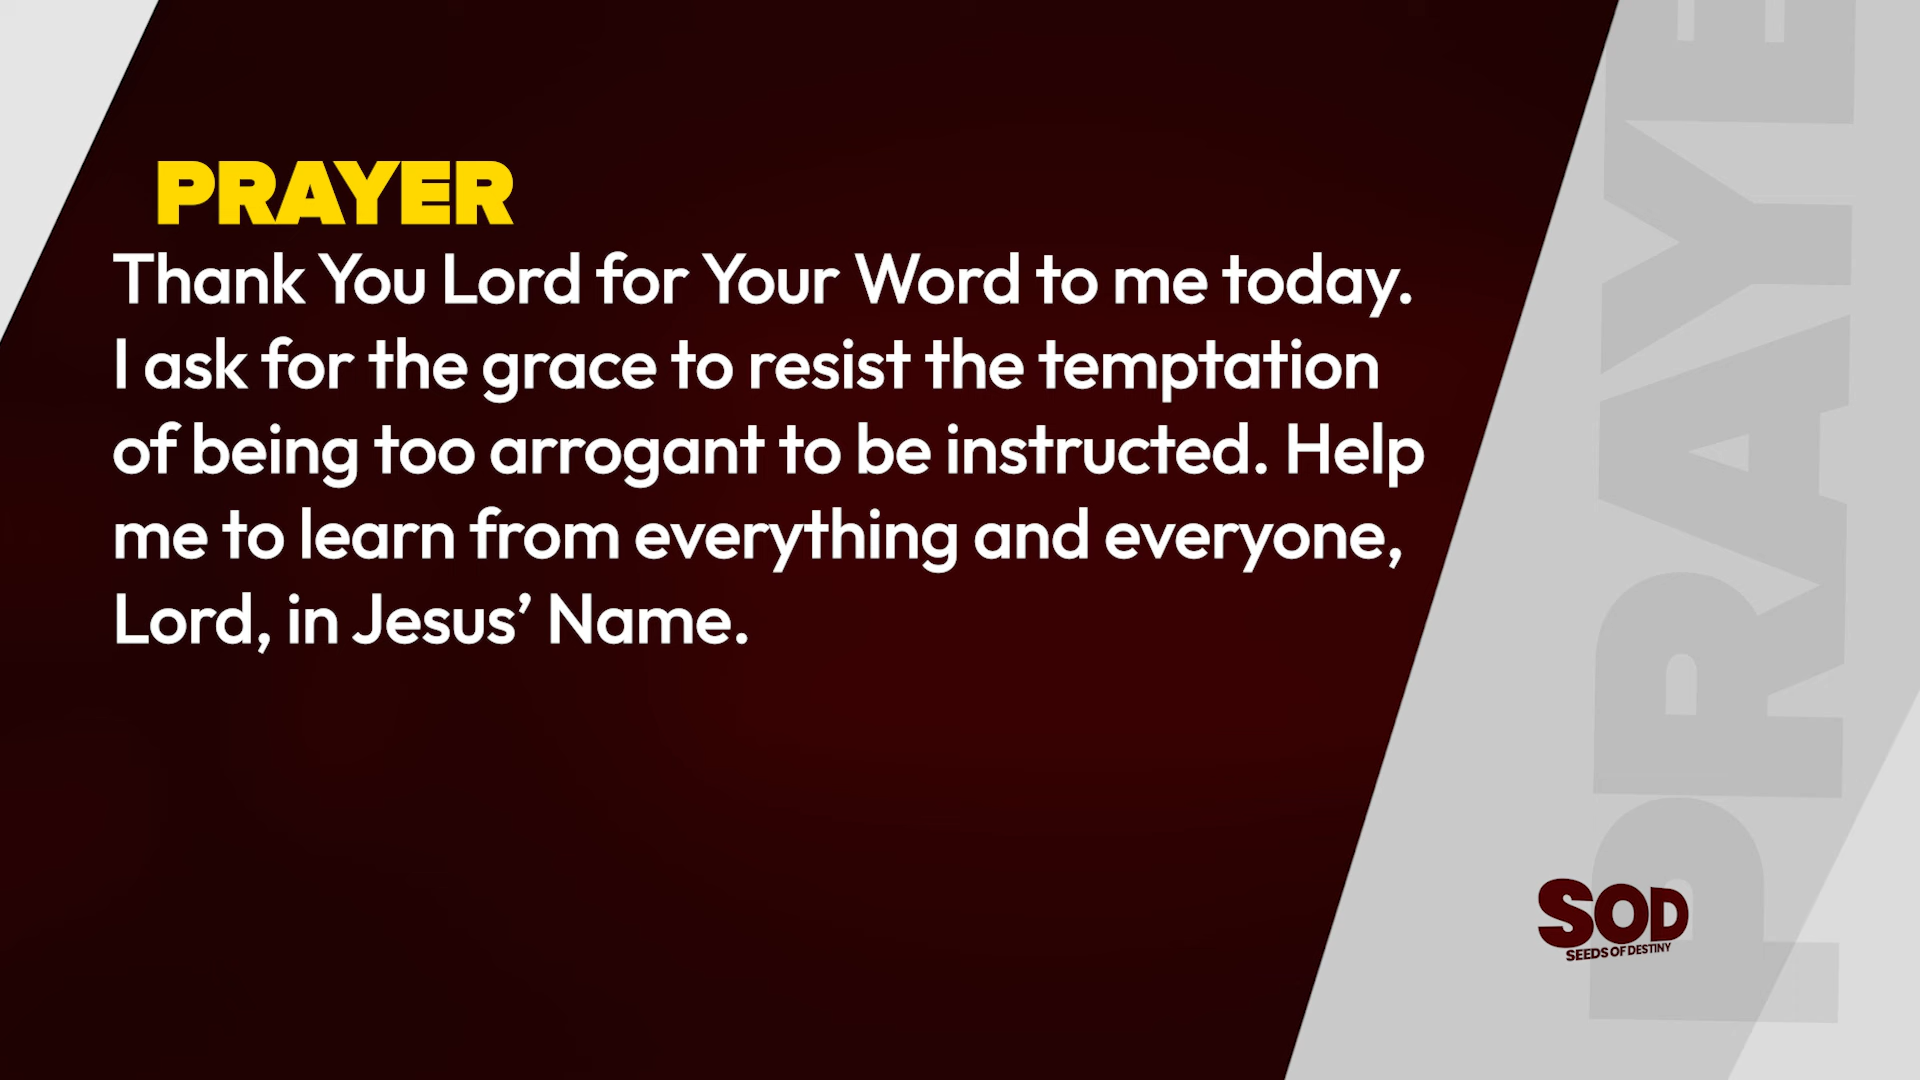 PRAYER
Thank You Lord for Your Word to me today.
I ask for the grace to resist the temptation
of being too arrogant to be instructed. Help
me to learn from everything and everyone,
Lord, in Jesus’ Name.
PRAYE
SOD
SEEDS OF DESTINY